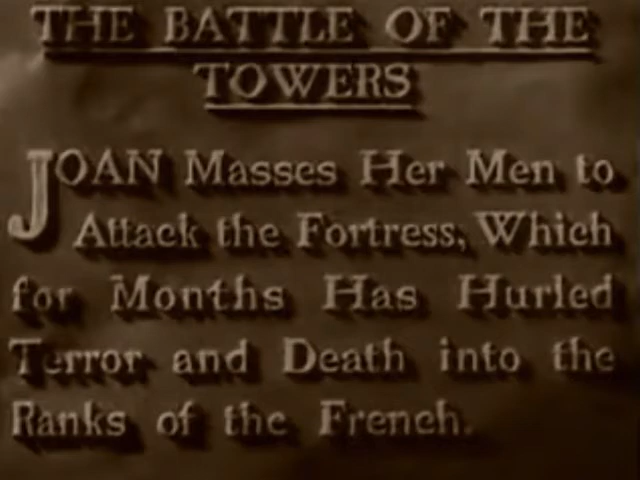 THE BATTLE OF THE
TOWERS
JOAN Masses Her Men to
Attack the Fortress, Which
for Months Has Hurled
Terror and Death into the
Ranks of the French.